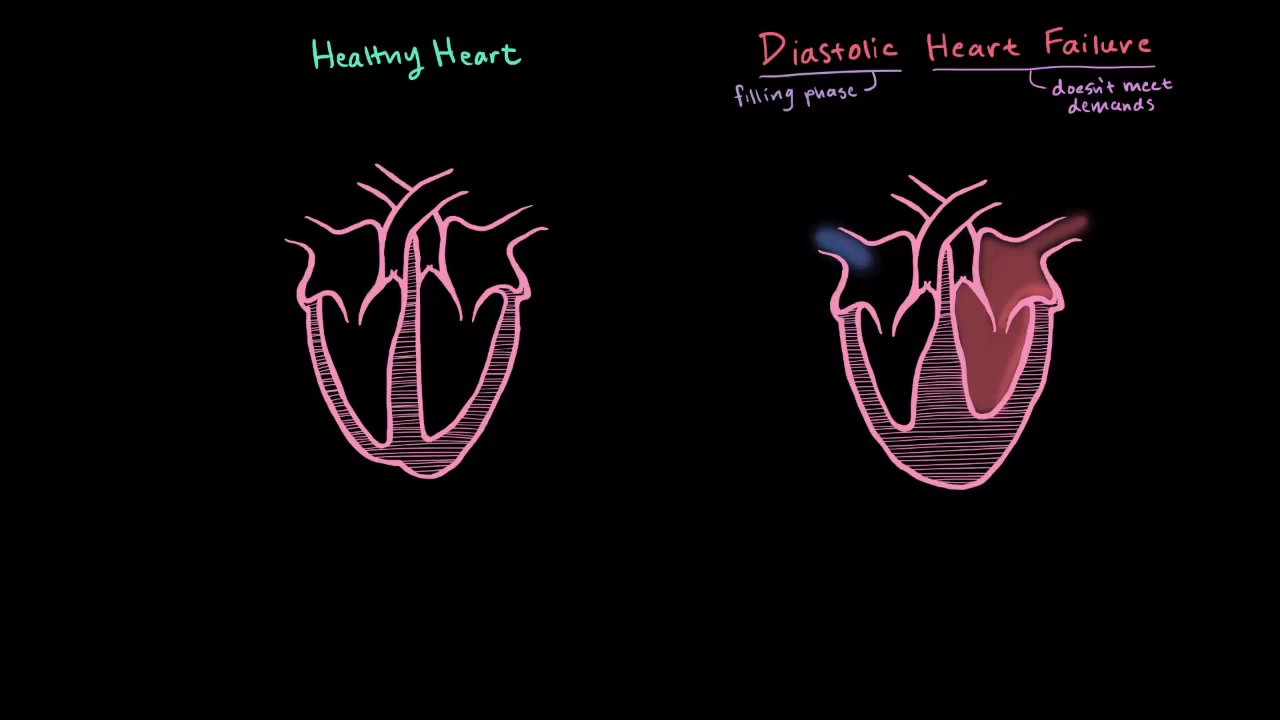 Healthy Heart
Diastolic Heart Failure
filling phase
doesn't meet
demands